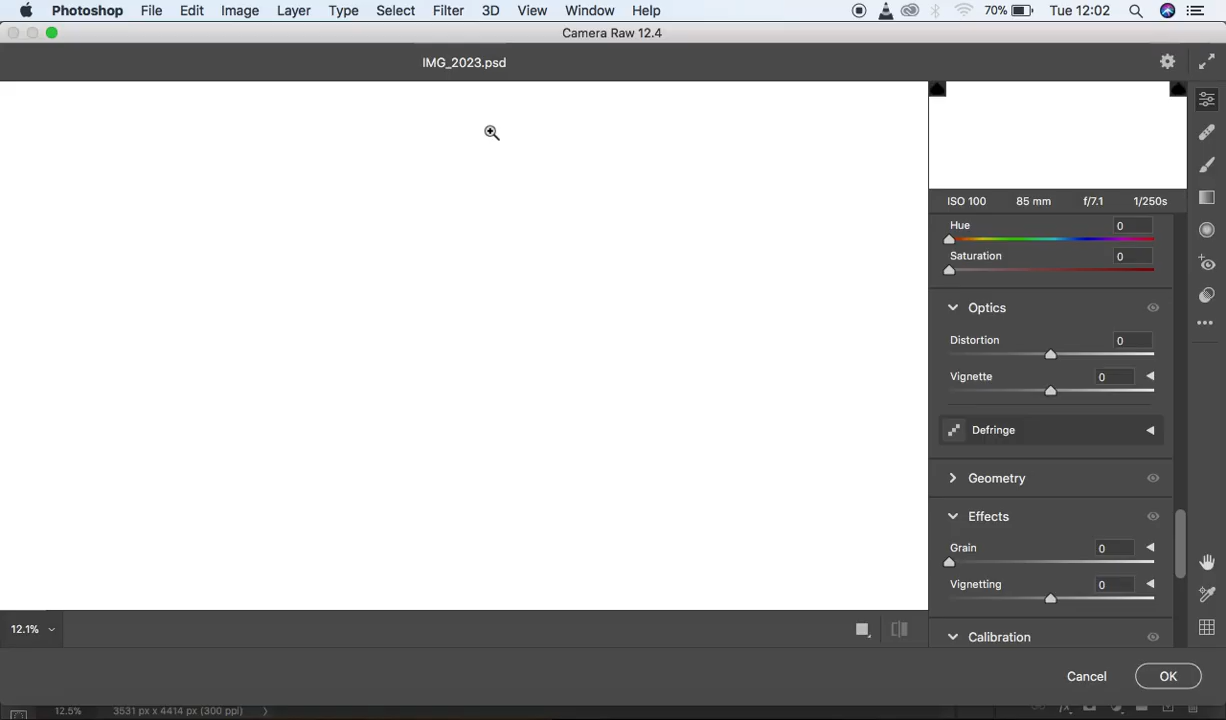 Photoshop File Edit Image Layer Type Select Filter 3D View Window Help 70% Tue 12:02
Camera Raw 12.4
IMG_2023.psd
ISO 100 85 mm f/7.1 1/250s
Hue 0
Saturation 0
Optics
Distortion 0
Vignette 0
Defringe
Geometry
Effects
Grain 0
Vignetting 0
Calibration
12.1%
Cancel OK
12.5% 3531 px x 4414 px (300 ppi)